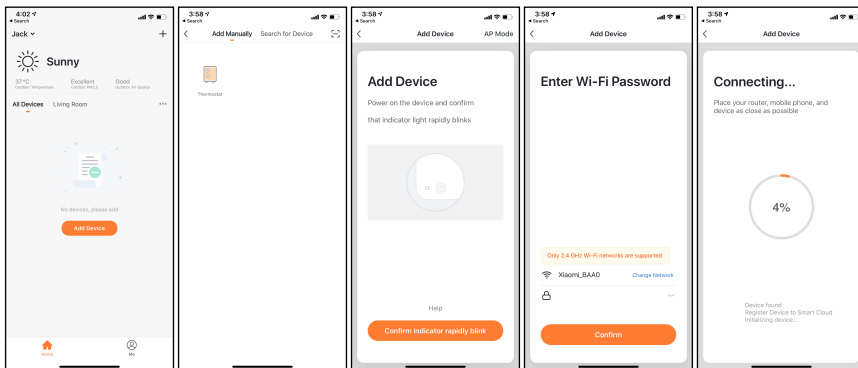 4:02
Search
Jack
Sunny
37 °C
Excellent
Good
Outdoor Temperature
Outdoor PM2.5
Outdoor Air Quality
All Devices
Living Room
No devices, please add
Add Device
Home
Me
3:58
Search
Add Manually
Search for Device
Thermostat
3:58
Search
Add Device
AP Mode
Add Device
Power on the device and confirm
that indicator light rapidly blinks
Help
Confirm indicator rapidly blink
3:58
Search
Add Device
Enter Wi-Fi Password
Only 2.4 GHz Wi-Fi networks are supported
Xiaomi_BAA0
Change Network
Confirm
3:58
Search
Add Device
Connecting...
Place your router, mobile phone, and
device as close as possible
4%
Device found
Register Device to Smart Cloud
Initializing device...